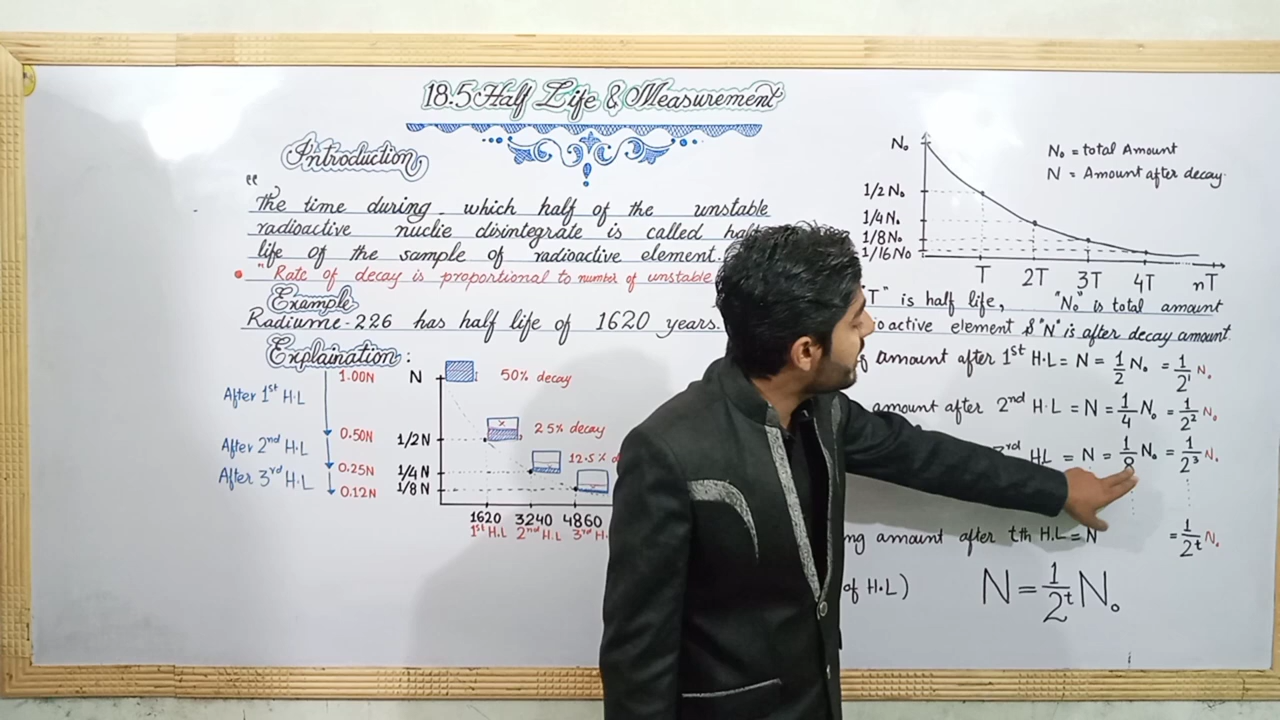 18.5 Half Life & Measurement
Introduction
"
The time during which half of the unstable
radioactive nuclie disintegrate is called half
life of the sample of radioactive element.
" Rate of decay is proportional to number of unstable
Example
Radiume-226 has half life of 1620 years.
Explaination :
After 1st H.L
After 2nd H.L
After 3rd H.L
1.00N
0.50N
0.25N
0.12N
N
1/2 N
1/4 N
1/8 N
50% decay
25% decay
12.5% d
1620 3240 4860
1st H.L 2nd H.L 3rd H.
N₀
1/2 N₀
1/4 N₀
1/8 N₀
1/16 N₀
T 2T 3T 4T nT
N₀ = total Amount
N = Amount after decay.
"T" is half life, "N₀" is total amount
active element & "N" is after decay amount.
amount after 1st H.L = N = 1/2 N₀ = 1/2¹ N₀
amount after 2nd H.L = N = 1/4 N₀ = 1/2² N₀
3rd HL = N = 1/8 N₀ = 1/2³ N₀
ng amount after tth H.L = N = 1/2ᵗ N₀
of H.L) N = 1/2ᵗ N₀